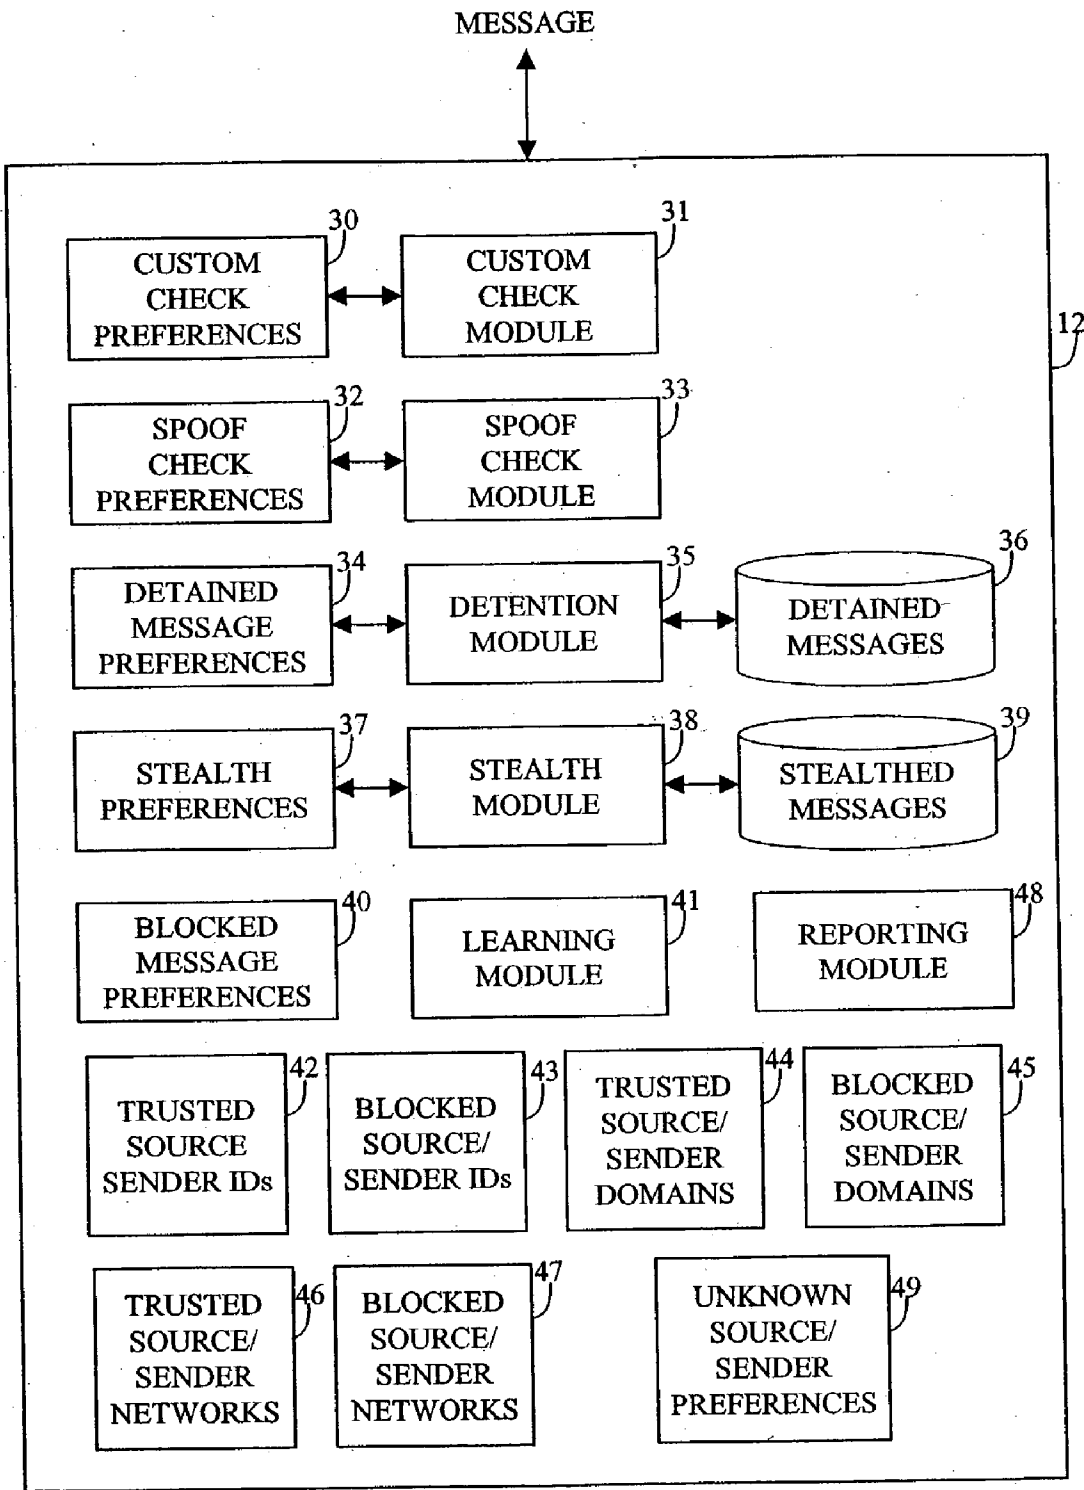 MESSAGE
12
30
CUSTOM
CHECK
PREFERENCES
31
CUSTOM
CHECK
MODULE
32
SPOOF
CHECK
PREFERENCES
33
SPOOF
CHECK
MODULE
34
DETAINED
MESSAGE
PREFERENCES
35
DETENTION
MODULE
36
DETAINED
MESSAGES
37
STEALTH
PREFERENCES
38
STEALTH
MODULE
39
STEALTHED
MESSAGES
40
BLOCKED
MESSAGE
PREFERENCES
41
LEARNING
MODULE
48
REPORTING
MODULE
42
TRUSTED
SOURCE
SENDER IDs
43
BLOCKED
SOURCE/
SENDER IDs
44
TRUSTED
SOURCE/
SENDER
DOMAINS
45
BLOCKED
SOURCE/
SENDER
DOMAINS
46
TRUSTED
SOURCE/
SENDER
NETWORKS
47
BLOCKED
SOURCE/
SENDER
NETWORKS
49
UNKNOWN
SOURCE/
SENDER
PREFERENCES